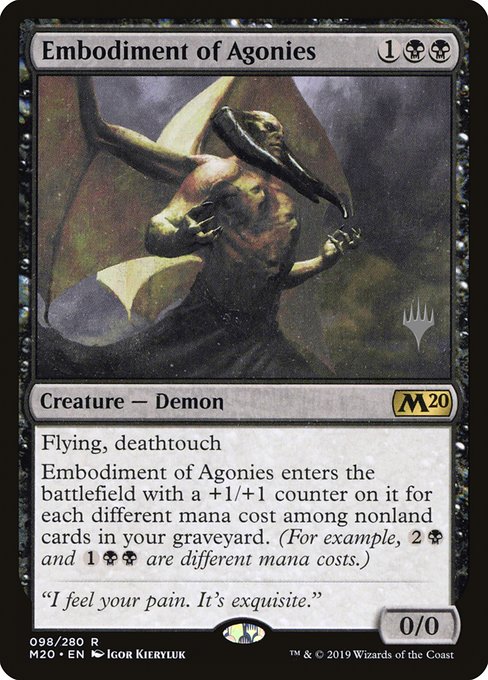 Embodiment of Agonies 1
Creature — Demon M20
Flying, deathtouch
Embodiment of Agonies enters the
battlefield with a +1/+1 counter on it for
each different mana cost among nonland
cards in your graveyard. (For example, 2
and 1 are different mana costs.)
“I feel your pain. It’s exquisite.”
0/0
098/280 R
M20 • EN Igor Kieryluk ™ & © 2019 Wizards of the Coast